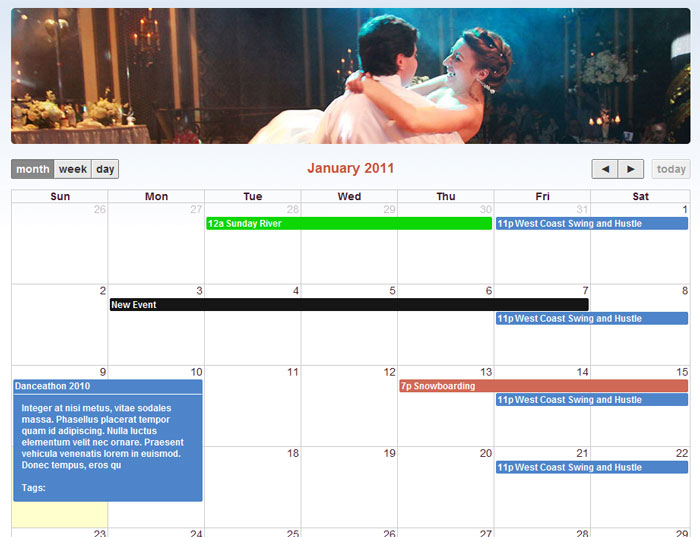 month week day
January 2011
today
Sun Mon Tue Wed Thu Fri Sat
26 27 28 29 30 31 1
12a Sunday River
11p West Coast Swing and Hustle
2 3 4 5 6 7 8
New Event
11p West Coast Swing and Hustle
9 10 11 12 13 14 15
Danceathon 2010
7p Snowboarding
11p West Coast Swing and Hustle
Integer at nisi metus, vitae sodales
massa. Phasellus placerat tempor
quam id adipiscing. Nulla luctus
elementum velit nec ornare. Praesent
vehicula venenatis lorem in euismod.
Donec tempus, eros qu
Tags:
18 19 20 21 22
11p West Coast Swing and Hustle
23 24 25 26 27 28 29